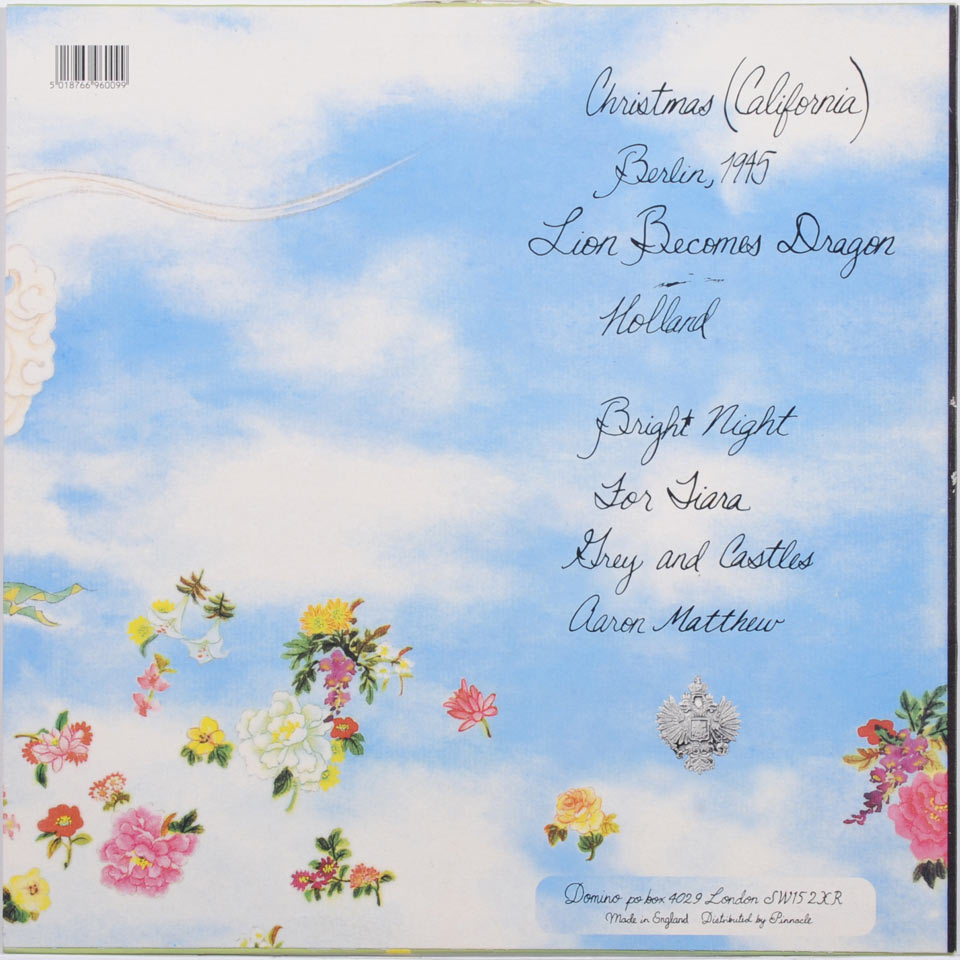 5 018766 960099
Christmas (California)
Berlin, 1945
Lion Becomes Dragon
Holland
Bright Night
For Tiara
Grey and Castles
Aaron Matthew
Domino po box 4029 London SW15 2XR
Made in England Distributed by Pinnacle